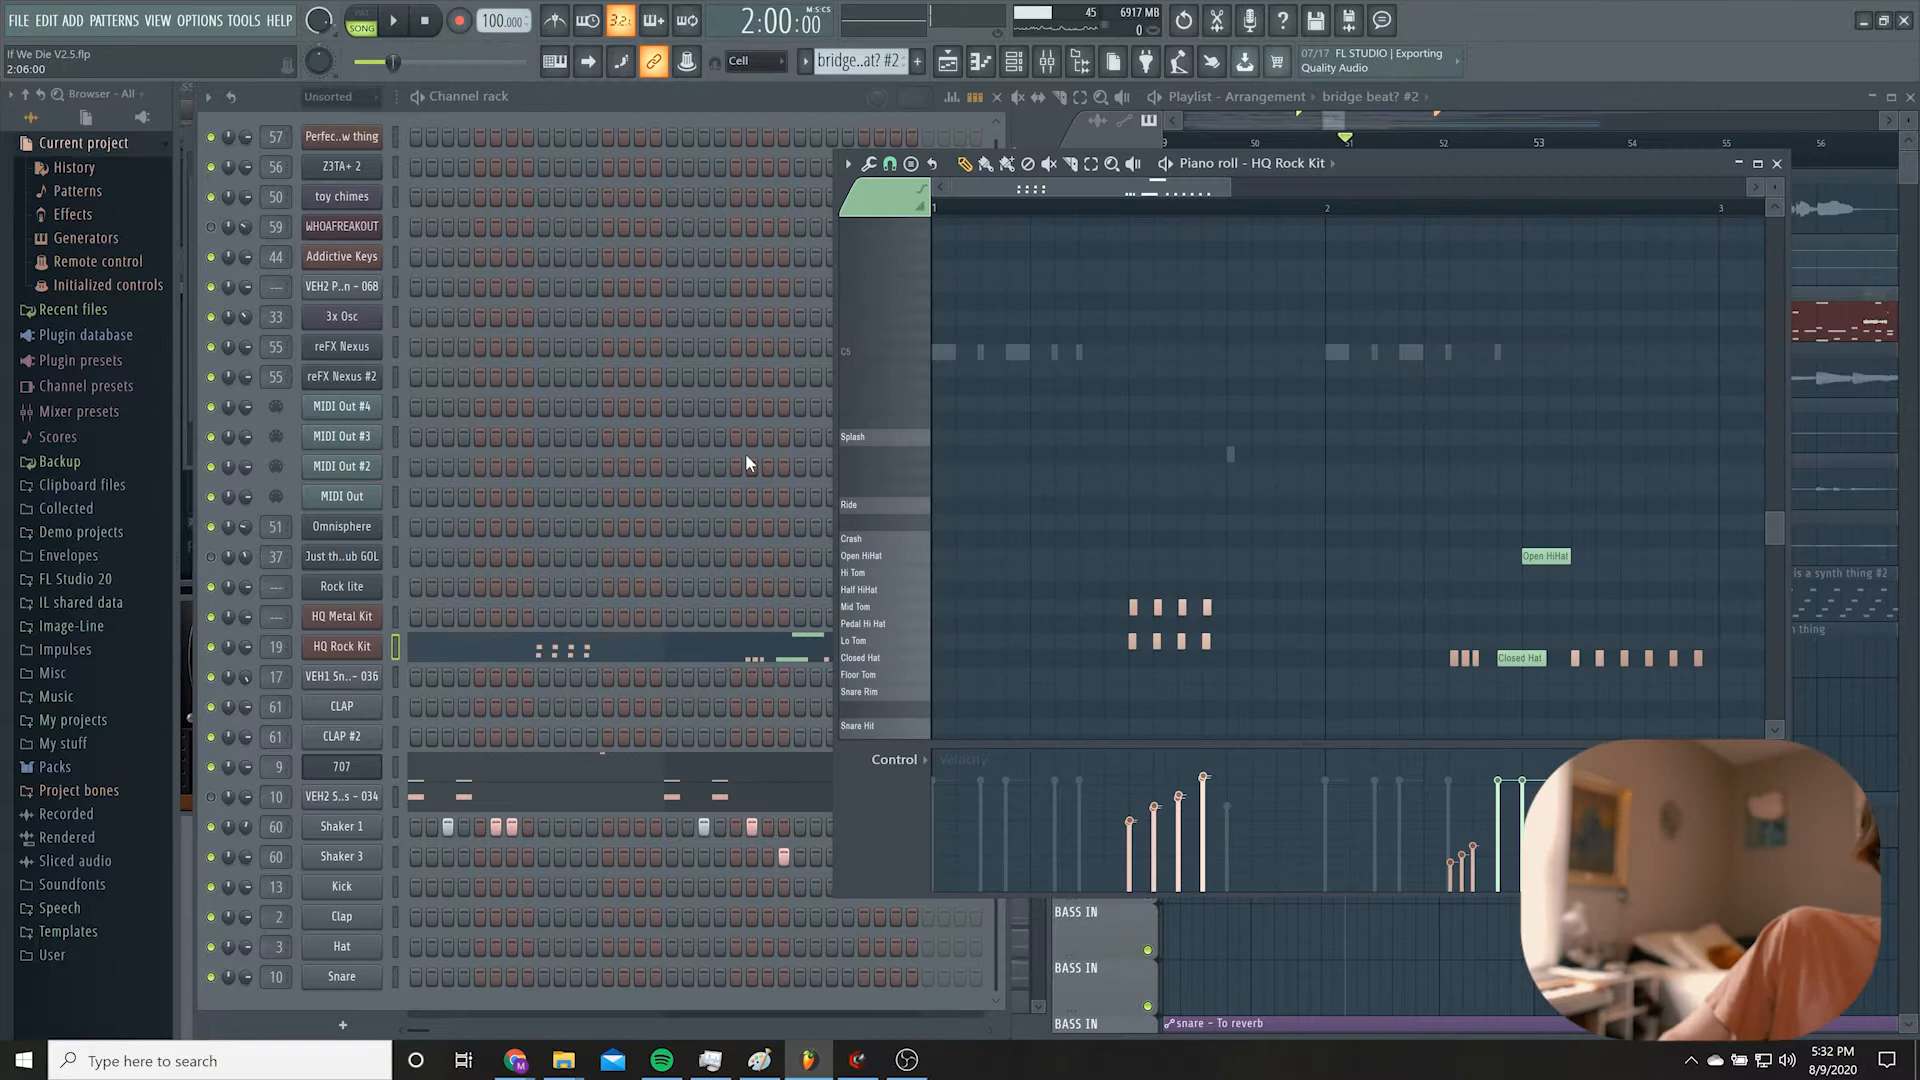 FILE EDIT ADD PATTERNS VIEW OPTIONS TOOLS HELP
PAT
SONG
100.000
3.2.
2:00:00
M:S:CS
45
6917 MB
0
If We Die V2.5.flp
2:06:00
Cell
bridge..at? #2
07/17 FL STUDIO | Exporting
Quality Audio
Browser - All
Unsorted
Channel rack
Playlist - Arrangement
bridge beat? #2
Current project
History
Patterns
Effects
Generators
Remote control
Initialized controls
Recent files
Plugin database
Plugin presets
Channel presets
Mixer presets
Scores
Backup
Clipboard files
Collected
Demo projects
Envelopes
FL Studio 20
IL shared data
Image-Line
Impulses
Misc
Music
My projects
My stuff
Packs
Project bones
Recorded
Rendered
Sliced audio
Soundfonts
Speech
Templates
User
57 Perfec..w thing
56 Z3TA+ 2
50 toy chimes
59 WHOAFREAKOUT
44 Addictive Keys
--- VEH2 P..n - 068
33 3x Osc
55 reFX Nexus
55 reFX Nexus #2
MIDI Out #4
MIDI Out #3
MIDI Out #2
MIDI Out
51 Omnisphere
37 Just th..ub GOL
--- Rock lite
--- HQ Metal Kit
19 HQ Rock Kit
17 VEH1 Sn..- 036
61 CLAP
61 CLAP #2
9 707
10 VEH2 S..s - 034
60 Shaker 1
60 Shaker 3
13 Kick
2 Clap
3 Hat
10 Snare
9 50 51 52 53 54 55 56
Piano roll - HQ Rock Kit
1 2 3
C5
Splash
Ride
Crash
Open HiHat
Hi Tom
Half HiHat
Mid Tom
Pedal Hi Hat
Lo Tom
Closed Hat
Floor Tom
Snare Rim
Snare Hit
Open HiHat
Closed Hat
Control
Velocity
is a synth thing #2
thing
BASS IN
BASS IN
BASS IN
snare - To reverb
Type here to search
M
5:32 PM
8/9/2020